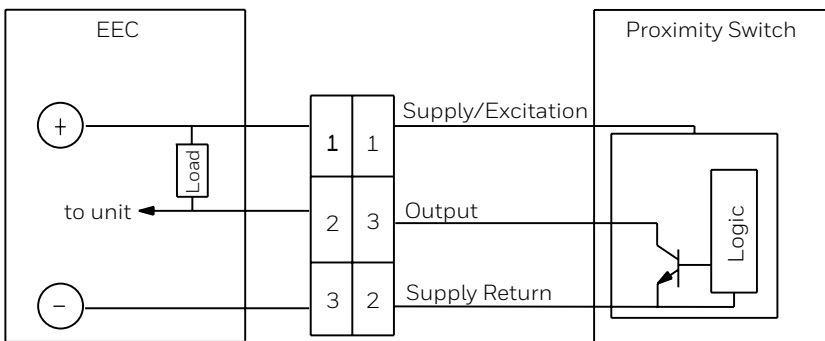 EEC
Proximity Switch
+
Supply/Excitation
1 1
Load
to unit
2 3
Output
Logic
-
3 2
Supply Return